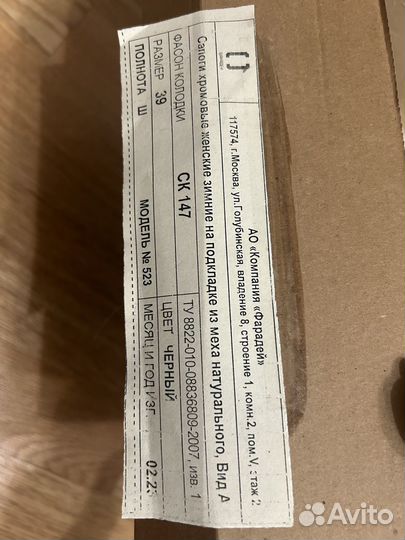 АО «Компания «Фарадей»
117574, г.Москва, ул.Голубинская, владение 8, строение 1, комн.2, пом.V, этаж 2
Сапоги хромовые женские зимние на подкладке из меха натурального, Вид А
ФАСОН КОЛОДКИ СК 147 ТУ 8822-010-08836809-2007, изв. 1
РАЗМЕР 39 ЦВЕТ ЧЕРНЫЙ
ПОЛНОТА Ш МОДЕЛЬ № 523 МЕСЯЦ И ГОД ИЗГ. 02.23
Avito